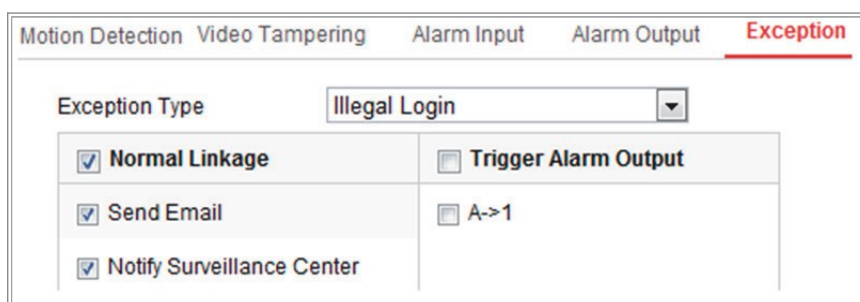 Motion Detection Video Tampering Alarm Input Alarm Output Exception
Exception Type Illegal Login
Normal Linkage Trigger Alarm Output
Send Email A->1
Notify Surveillance Center